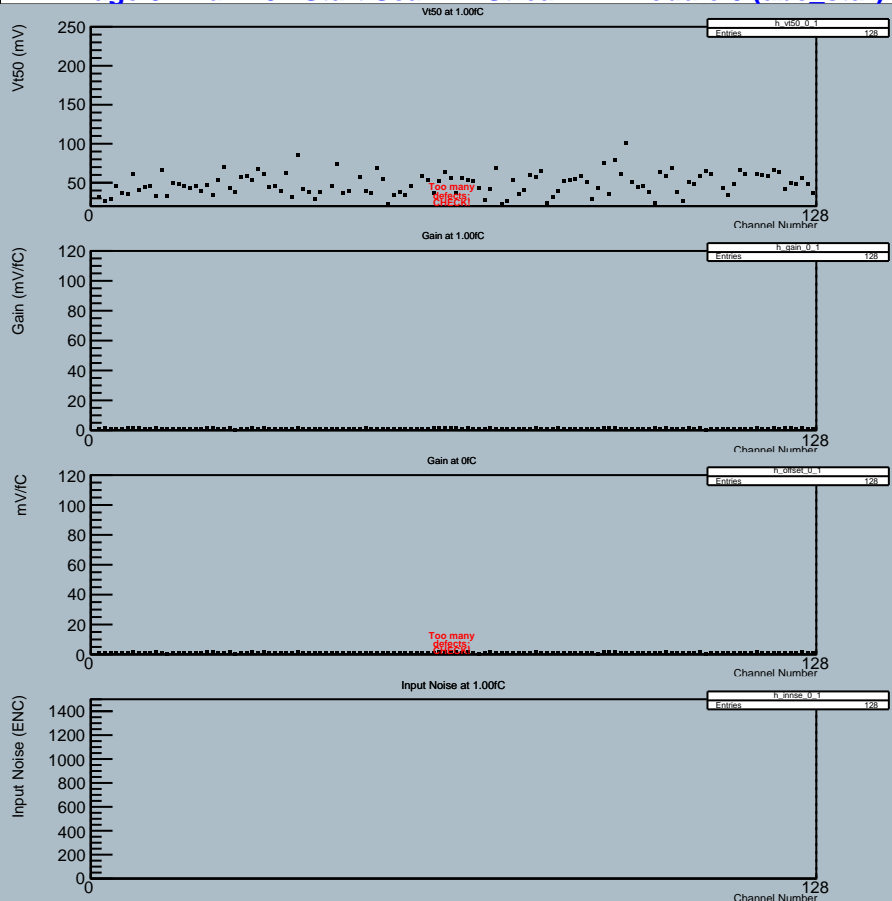 Vt50 at 1.00fC
h_vt50_0_1
Entries 128
Vt50 (mV)
250
200
150
100
50
Too many
defects:
CHECK!
0
128
Channel Number
Gain at 1.00fC
h_gain_0_1
Entries 128
Gain (mV/fC)
120
100
80
60
40
20
0
0
128
Channel Number
Gain at 0fC
h_offset_0_1
Entries 128
mV/fC
120
100
80
60
40
20
0
Too many
defects:
CHECK!
0
128
Channel Number
Input Noise at 1.00fC
h_innse_0_1
Entries 128
Input Noise (ENC)
1400
1200
1000
800
600
400
200
0
0
128
Channel Number